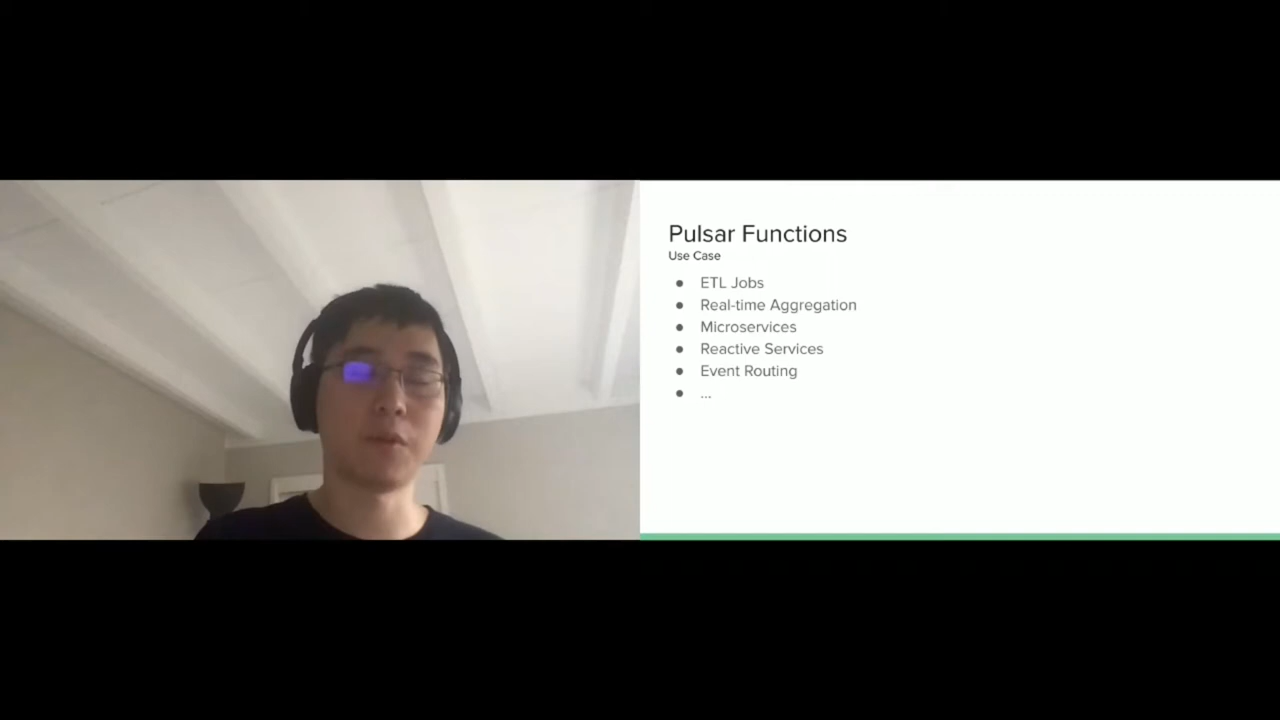 Pulsar Functions
Use Case
● ETL Jobs
● Real-time Aggregation
● Microservices
● Reactive Services
● Event Routing
● ...